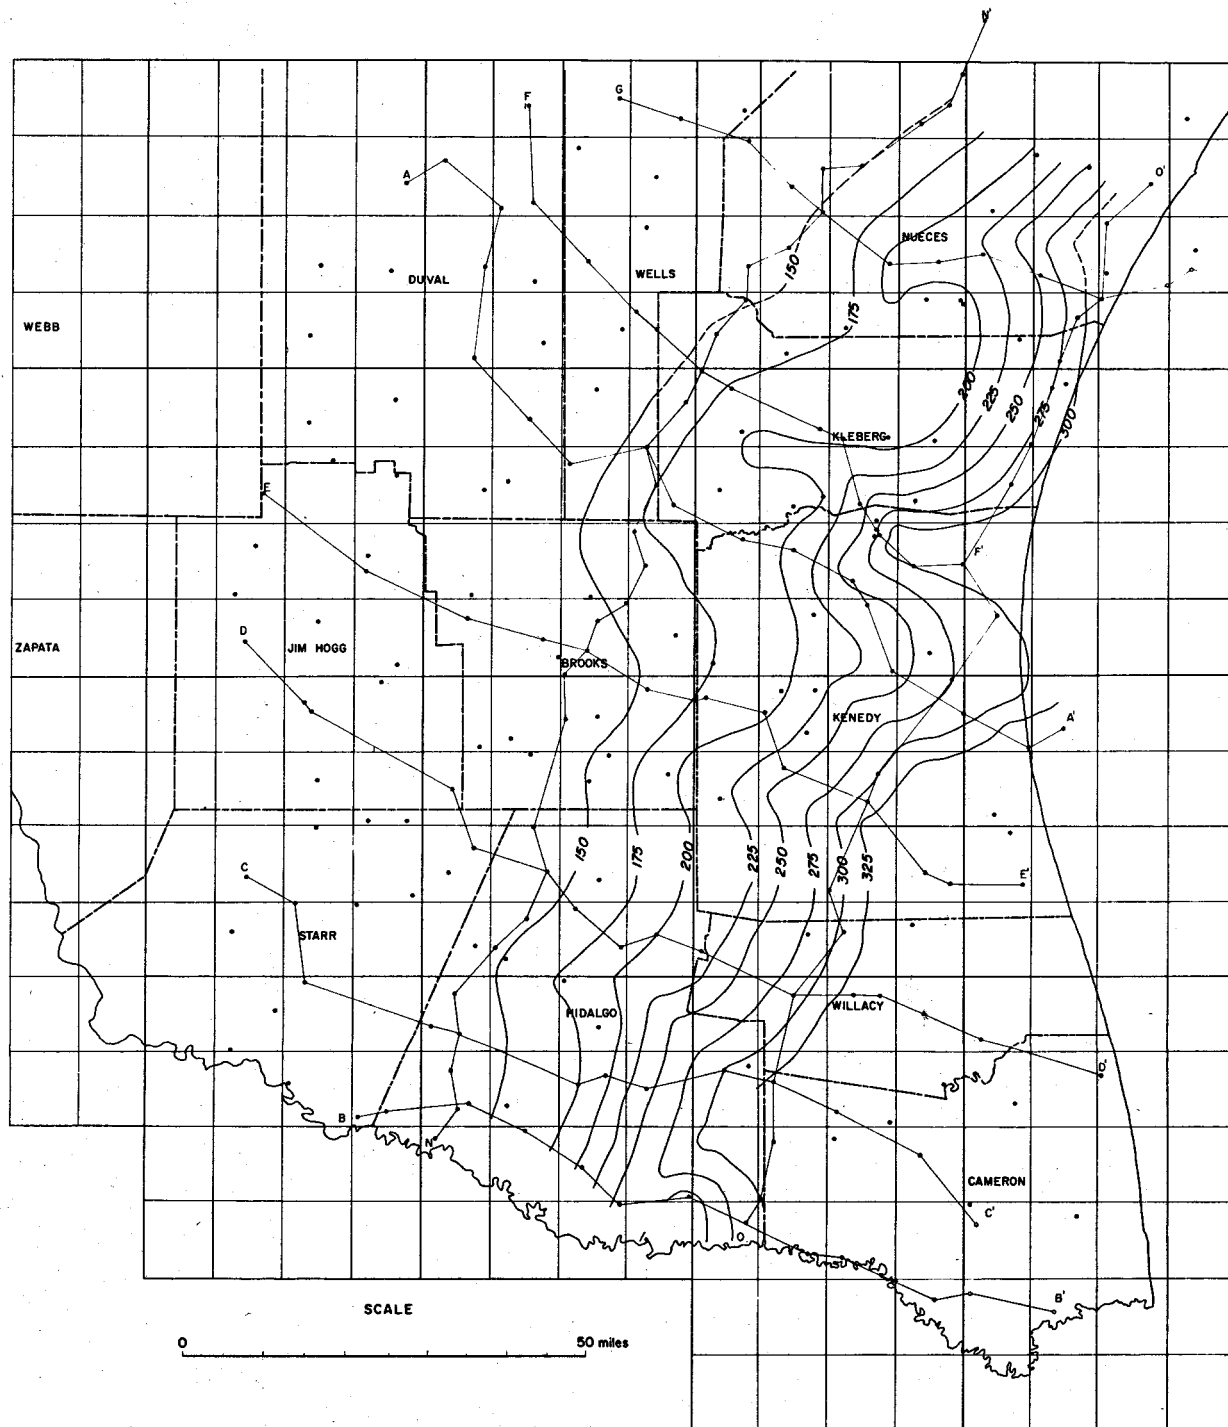 N'
F
G
A
O'
NUECES
150
WELLS
DUVAL
175
WEBB
200
225
250
275
300
KLEBERG
E
F'
D
ZAPATA
JIM HOGG
BROOKS
KENEDY
A'
150
175
200
225
250
275
300
325
C
E'
STARR
HIDALGO
WILLACY
D'
B
N
CAMERON
C'
O
B'
SCALE
0
50 miles